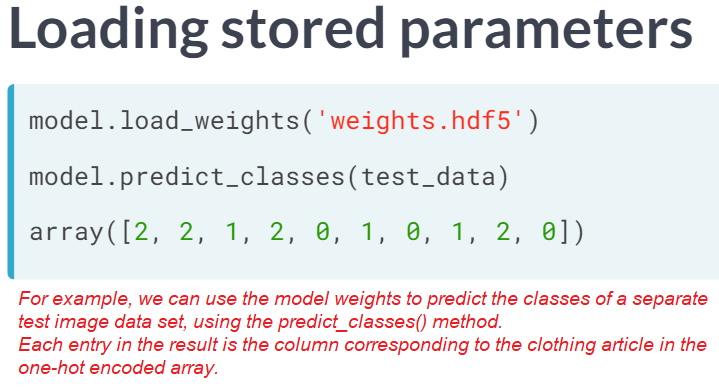 Loading stored parameters
model.load_weights('weights.hdf5')
model.predict_classes(test_data)
array([2, 2, 1, 2, 0, 1, 0, 1, 2, 0])
For example, we can use the model weights to predict the classes of a separate
test image data set, using the predict_classes() method.
Each entry in the result is the column corresponding to the clothing article in the
one-hot encoded array.